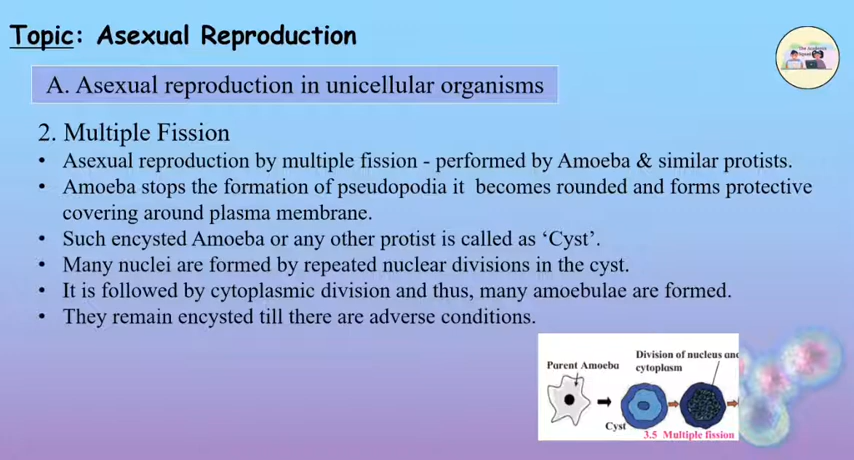 Topic: Asexual Reproduction
The Academic
A. Asexual reproduction in unicellular organisms
2. Multiple Fission
• Asexual reproduction by multiple fission - performed by Amoeba & similar protists.
• Amoeba stops the formation of pseudopodia it becomes rounded and forms protective
covering around plasma membrane.
• Such encysted Amoeba or any other protist is called as ‘Cyst’.
• Many nuclei are formed by repeated nuclear divisions in the cyst.
• It is followed by cytoplasmic division and thus, many amoebulae are formed.
• They remain encysted till there are adverse conditions.
Division of nucleus and
Parent Amoeba cytoplasm
Cyst
3.5 Multiple fission